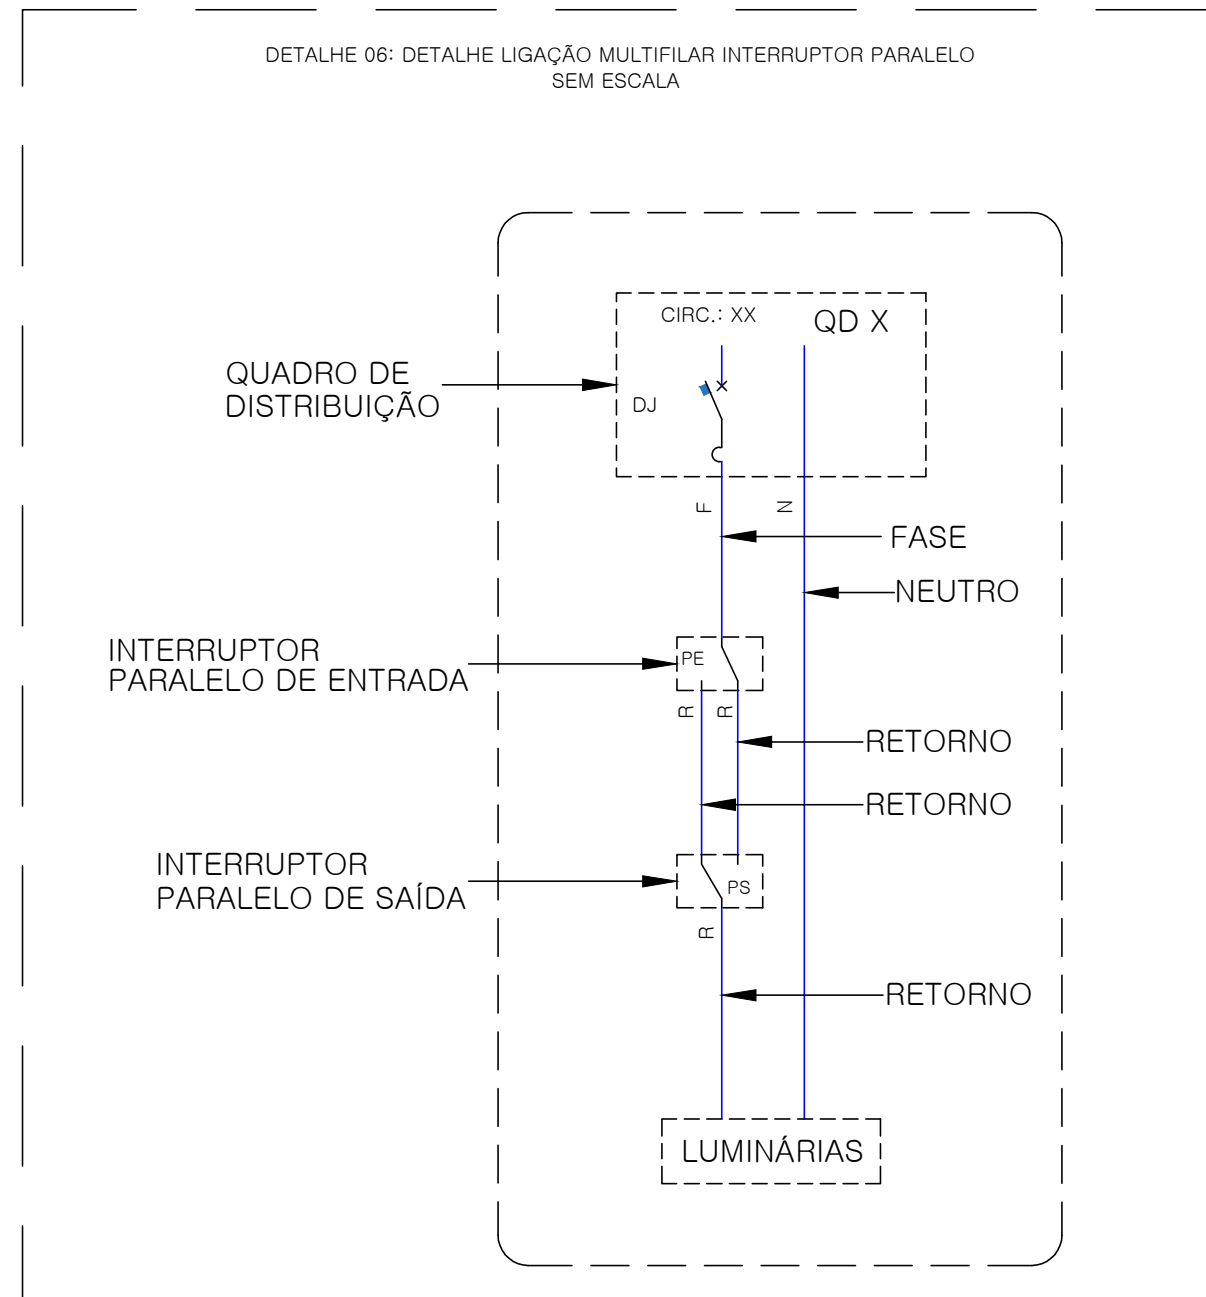 DETALHE 06: DETALHE LIGAÇÃO MULTIFILAR INTERRUPTOR PARALELO
SEM ESCALA
CIRC.: XX
QD X
QUADRO DE
DISTRIBUIÇÃO
DJ
F
N
FASE
NEUTRO
INTERRUPTOR
PARALELO DE ENTRADA
PE
R
R
RETORNO
RETORNO
INTERRUPTOR
PARALELO DE SAÍDA
PS
R
RETORNO
LUMINÁRIAS